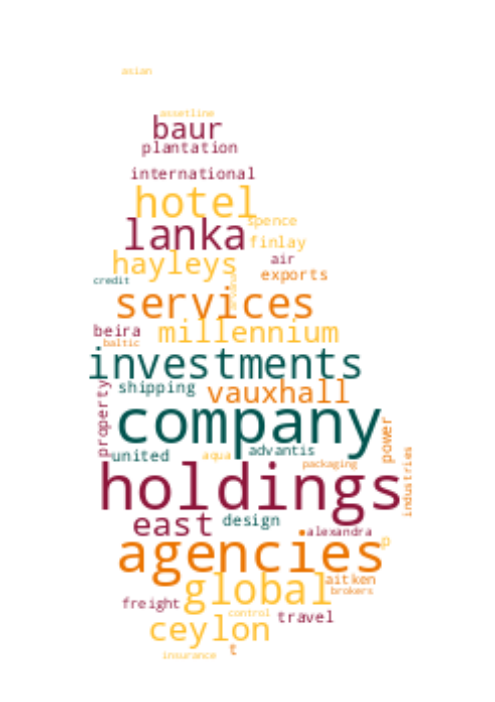 asian
assetline
baur
plantation
international
hotel
spence
lanka
finlay
hayleys
air
credit
exports
services
beira
millennium
baltic
investments
shipping
vauxhall
property
company
power
united
aqua
advantis
packaging
industries
holdings
east
design
alexandra
agencies
p
global
aitken
brokers
freight
control
travel
ceylon
t
insurance